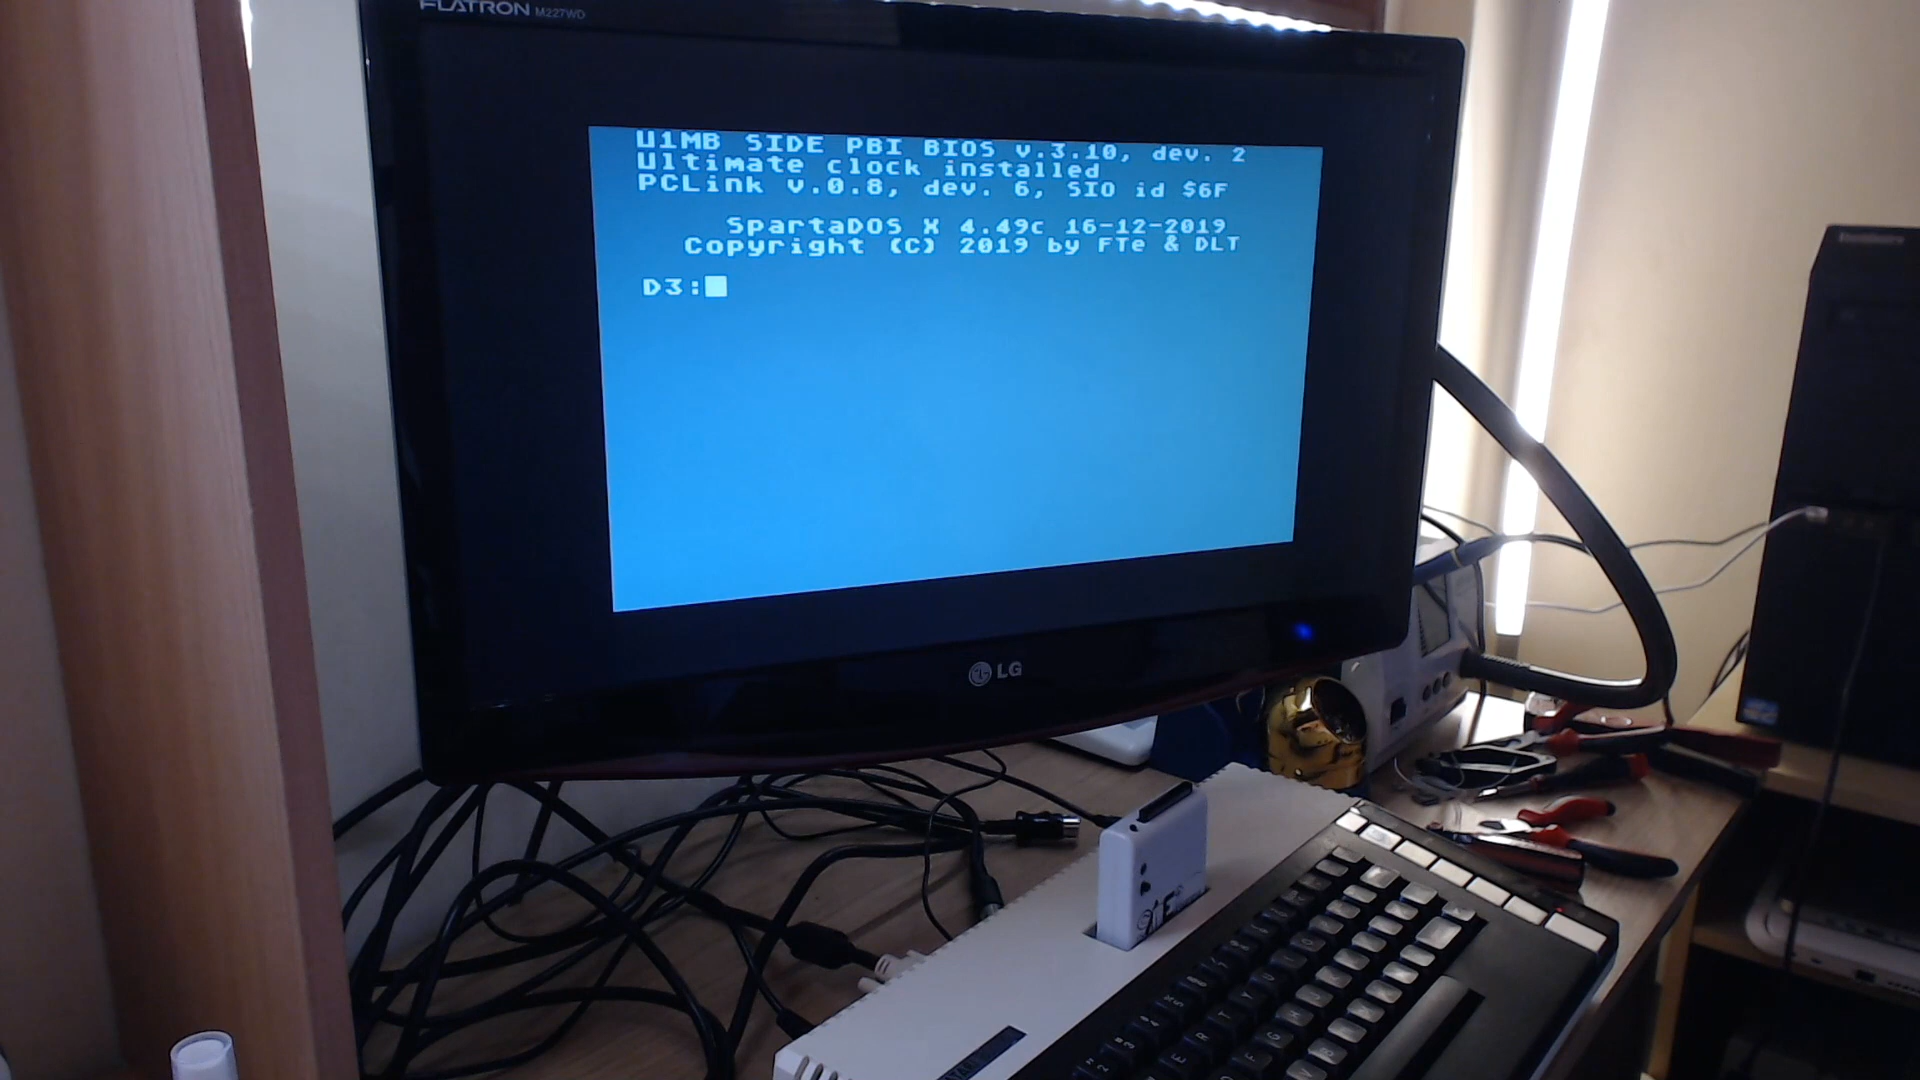 FLATRON M227WD
U1MB SIDE PBI BIOS v.3.10, dev. 2
Ultimate clock installed
PCLink v.0.8, dev. 6, SIO id $6F
SpartaDOS X 4.49c 16-12-2019
Copyright (C) 2019 by FTe & DLT
D3:
LG